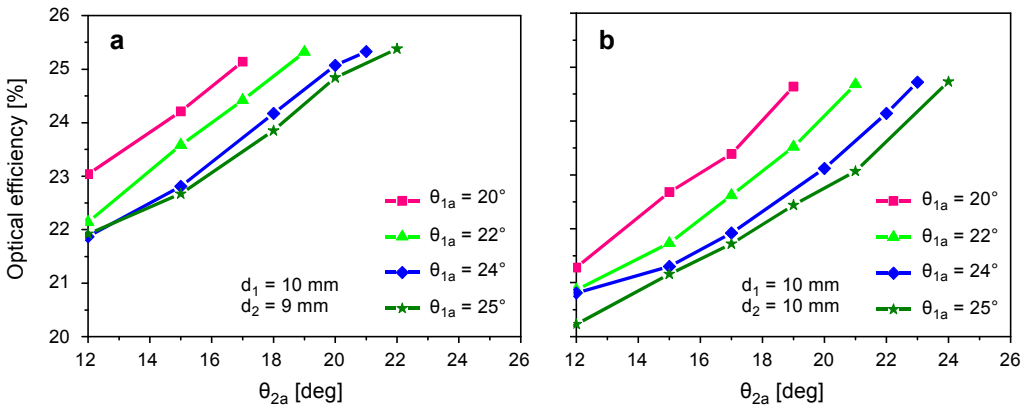 a
26
25
24
23
22
21
20
Optical efficiency [%]
12 14 16 18 20 22 24 26
θ2a [deg]
θ1a = 20°
θ1a = 22°
θ1a = 24°
θ1a = 25°
d1 = 10 mm
d2 = 9 mm
b
12 14 16 18 20 22 24 26
θ2a [deg]
θ1a = 20°
θ1a = 22°
θ1a = 24°
θ1a = 25°
d1 = 10 mm
d2 = 10 mm